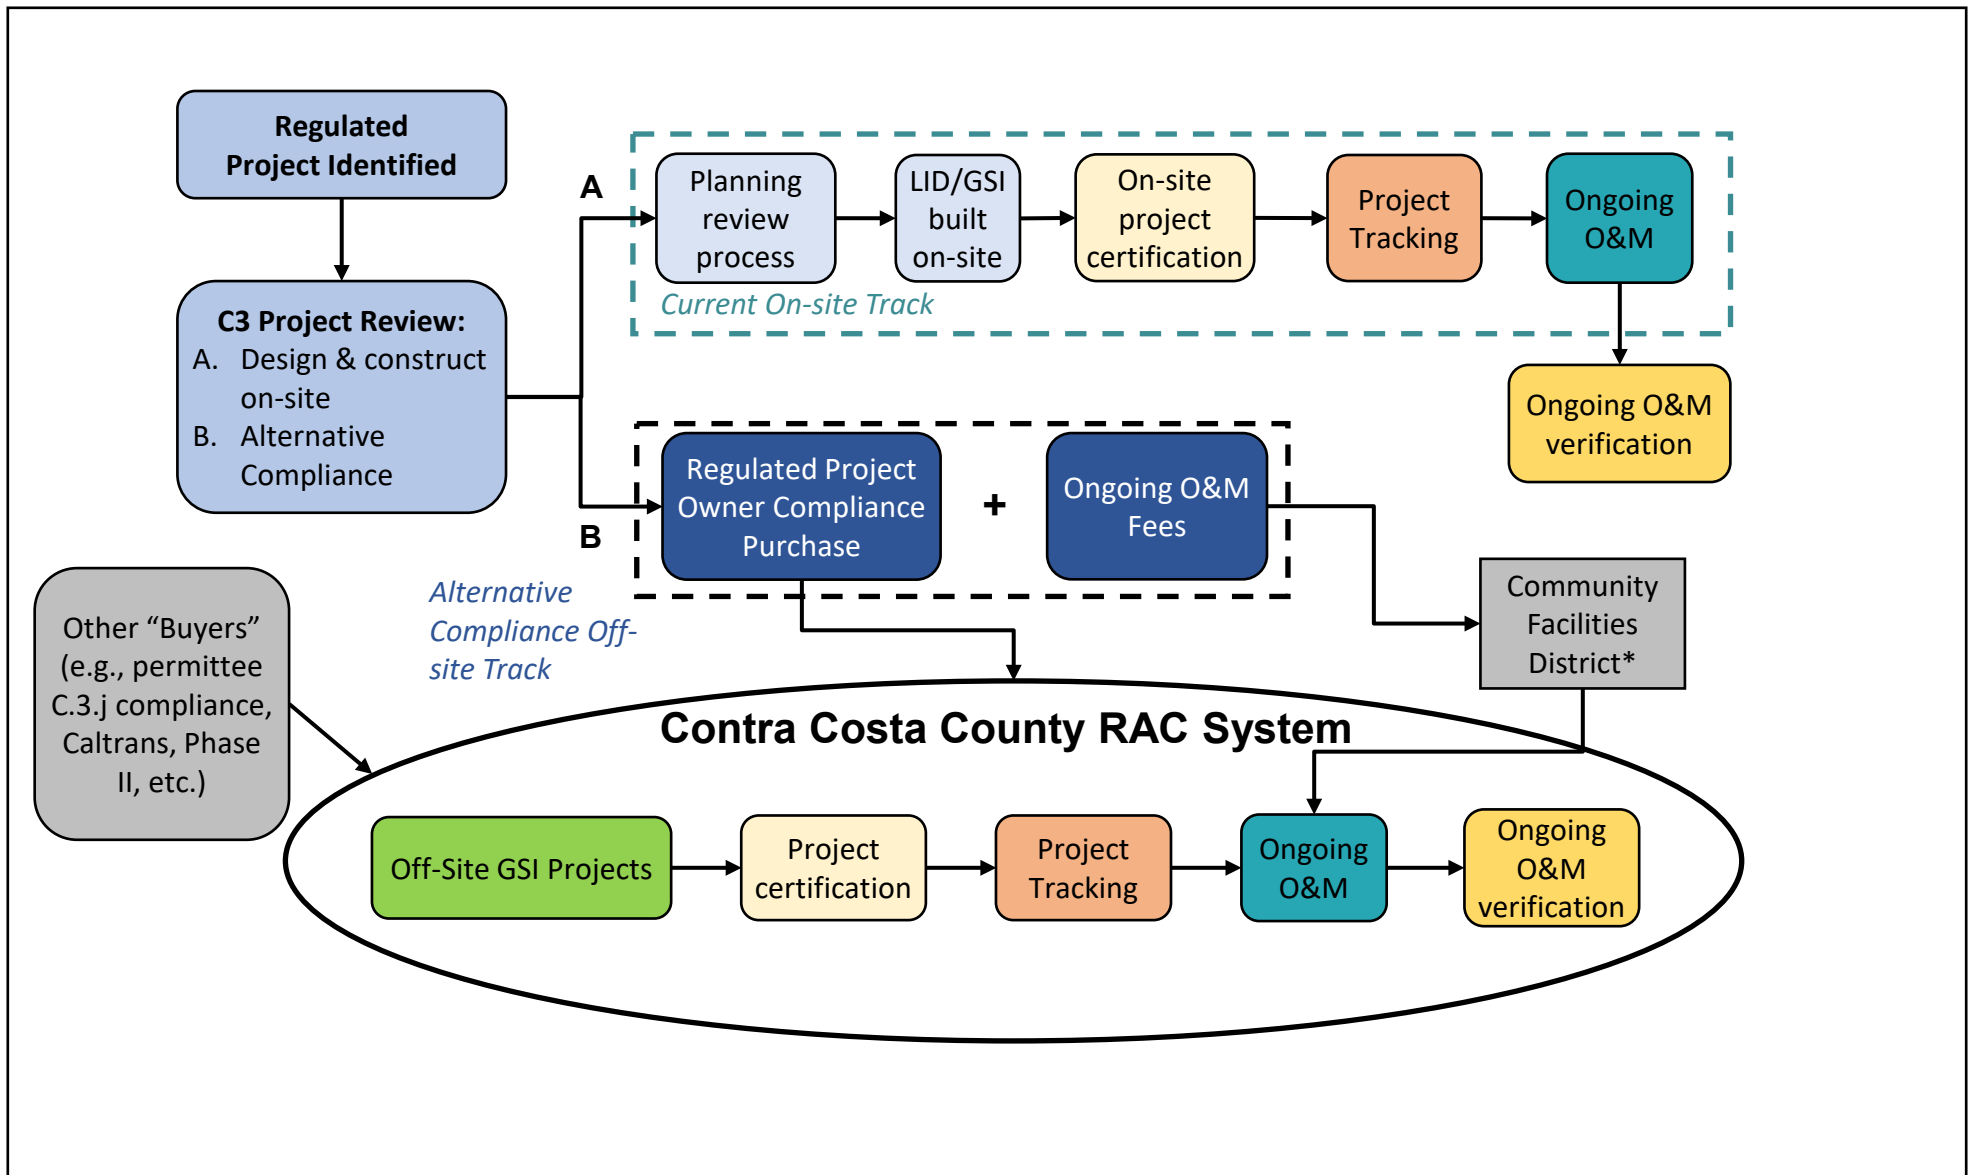 Regulated
Project Identified
C3 Project Review:
A. Design & construct
on-site
B. Alternative
Compliance
A
Planning
review
process
LID/GSI
built
on-site
On-site
project
certification
Project
Tracking
Ongoing
O&M
Current On-site Track
Ongoing O&M
verification
B
Regulated Project
Owner Compliance
Purchase
+
Ongoing O&M
Fees
Alternative
Compliance Off-
site Track
Community
Facilities
District*
Other “Buyers”
(e.g., permittee
C.3.j compliance,
Caltrans, Phase
II, etc.)
Contra Costa County RAC System
Off-Site GSI Projects
Project
certification
Project
Tracking
Ongoing
O&M
Ongoing
O&M
verification